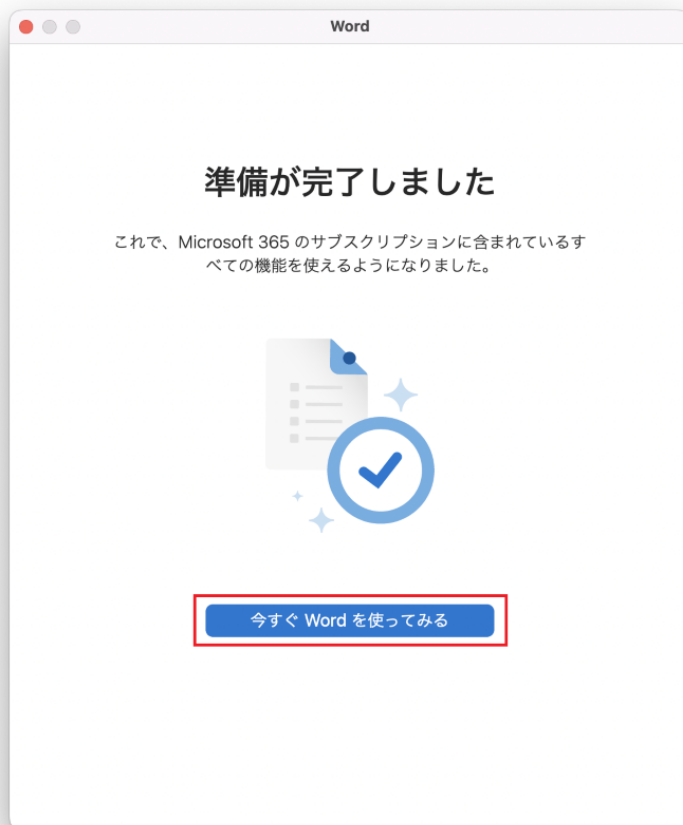 Word
準備が完了しました
これで、Microsoft 365 のサブスクリプションに含まれているす
べての機能を使えるようになりました。
今すぐ Word を使ってみる